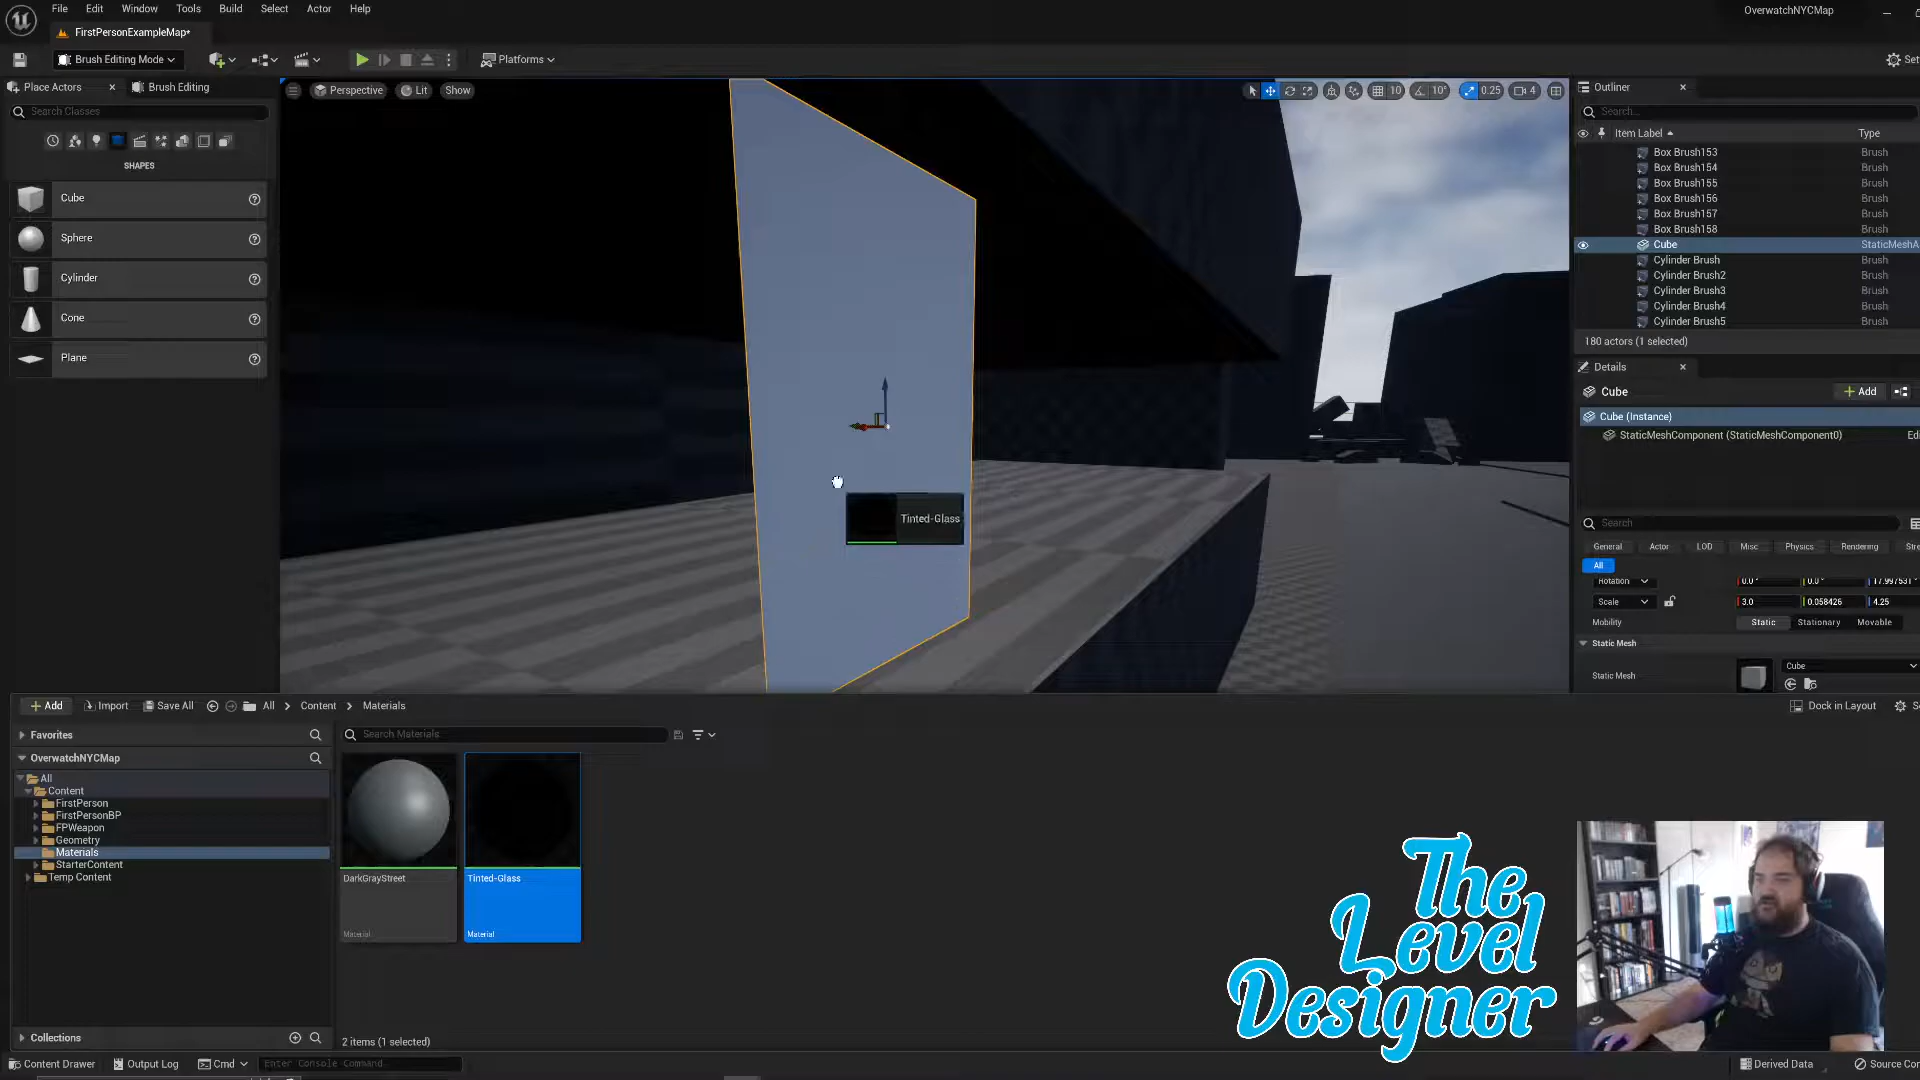 File Edit Window Tools Build Select Actor Help
OverwatchNYCMap
FirstPersonExampleMap*
Brush Editing Mode
Platforms
Place Actors
Brush Editing
Search Classes
SHAPES
Cube
Sphere
Cylinder
Cone
Plane
Perspective
Lit
Show
10
10°
0.25
4
Outliner
Search...
Item Label
Type
Box Brush153 Brush
Box Brush154 Brush
Box Brush155 Brush
Box Brush156 Brush
Box Brush157 Brush
Box Brush158 Brush
Cube StaticMeshA
Cylinder Brush Brush
Cylinder Brush2 Brush
Cylinder Brush3 Brush
Cylinder Brush4 Brush
Cylinder Brush5 Brush
180 actors (1 selected)
Details
Cube
+ Add
Cube (Instance)
StaticMeshComponent (StaticMeshComponent0)
Search
General Actor LOD Misc Physics Rendering
All
Rotation 0.0° 0.0° 17.997531°
Scale 3.0 0.058426 4.25
Mobility Static Stationary Movable
Static Mesh
Static Mesh
Cube
Tinted-Glass
+ Add Import Save All All > Content > Materials
Dock in Layout
Favorites
Search Materials
OverwatchNYCMap
All
Content
FirstPerson
FirstPersonBP
FPWeapon
Geometry
Materials
StarterContent
Temp Content
DarkGrayStreet
Material
Tinted-Glass
Material
Collections
2 items (1 selected)
The
Level
Designer
Content Drawer
Output Log
Cmd
Enter Console Command
Derived Data